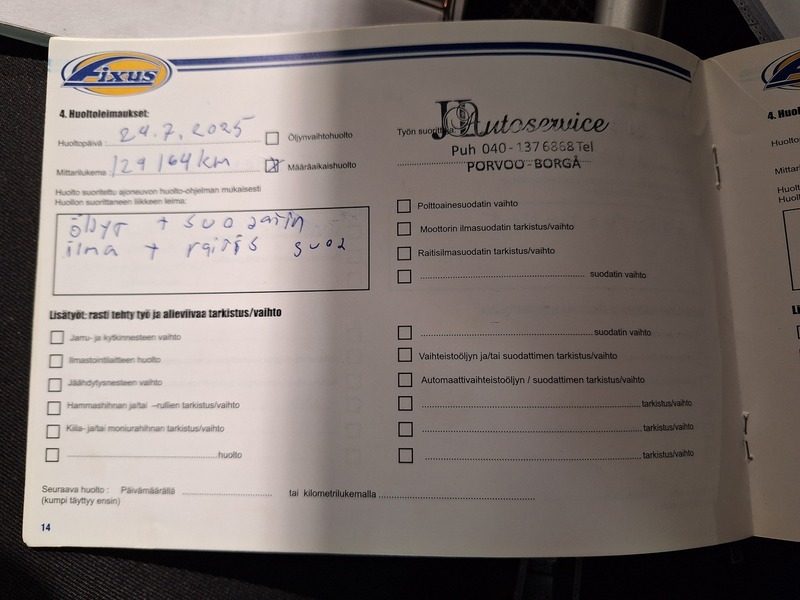 Fixus
4. Huoltoleimaukset:
Huoltopäivä : 29.7.2025
Öljynvaihtohuolto
Mittarilukema : 129164 km
Määräaikaishuolto
Huolto suoritettu ajoneuvon huolto-ohjelman mukaisesti
Huollon suorittaneen liikkeen leima:
öljyt + suodatin
ilma + raitis suod
Työn suorittaja
JJ Autoservice
Puh 040-137 6868 Tel
PORVOO-BORGÅ
Polttoainesuodatin vaihto
Moottorin ilmasuodatin tarkistus/vaihto
Raitisilmasuodatin tarkistus/vaihto
suodatin vaihto
Lisätyöt: rasti tehty työ ja alleviivaa tarkistus/vaihto
Jarru- ja kytkinnesteen vaihto
Ilmastointilaitteen huolto
Jäähdytysnesteen vaihto
Hammashihnan ja/tai –rullien tarkistus/vaihto
Kiila- ja/tai moniurahihnan tarkistus/vaihto
huolto
suodatin vaihto
Vaihteistoöljyn ja/tai suodattimen tarkistus/vaihto
Automaattivaihteistoöljyn / suodattimen tarkistus/vaihto
tarkistus/vaihto
tarkistus/vaihto
tarkistus/vaihto
Seuraava huolto : Päivämäärällä
tai kilometrilukemalla
(kumpi täyttyy ensin)
14